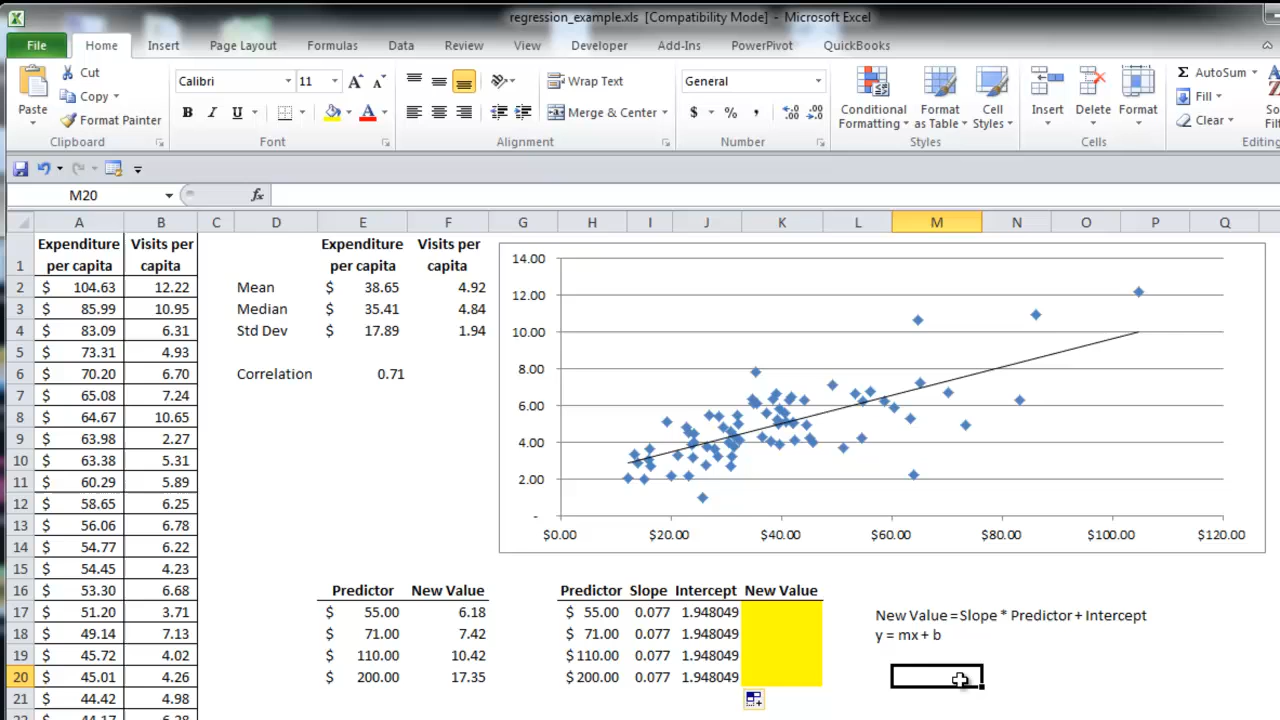 regression_example.xls [Compatibility Mode] - Microsoft Excel
File Home Insert Page Layout Formulas Data Review View Developer Add-Ins PowerPivot QuickBooks
Paste Cut Copy Format Painter Clipboard
Calibri 11 B I U A A A Font
Wrap Text Merge & Center Alignment
General $ % , .00 .00 Number
Conditional Formatting Format as Table Cell Styles Styles
Insert Delete Format Cells
Σ AutoSum Fill Clear Editing
M20 fx
A B C D E F G H I J K L M N O P Q
1 Expenditure per capita Visits per capita Expenditure per capita Visits per capita
2 $ 104.63 12.22 Mean $ 38.65 4.92
3 $ 85.99 10.95 Median $ 35.41 4.84
4 $ 83.09 6.31 Std Dev $ 17.89 1.94
5 $ 73.31 4.93
6 $ 70.20 6.70 Correlation 0.71
7 $ 65.08 7.24
8 $ 64.67 10.65
9 $ 63.98 2.27
10 $ 63.38 5.31
11 $ 60.29 5.89
12 $ 58.65 6.25
13 $ 56.06 6.78
14 $ 54.77 6.22
15 $ 54.45 4.23
16 $ 53.30 6.68 Predictor New Value Predictor Slope Intercept New Value
17 $ 51.20 3.71 $ 55.00 6.18 $ 55.00 0.077 1.948049
18 $ 49.14 7.13 $ 71.00 7.42 $ 71.00 0.077 1.948049
19 $ 45.72 4.02 $ 110.00 10.42 $ 110.00 0.077 1.948049
20 $ 45.01 4.26 $ 200.00 17.35 $ 200.00 0.077 1.948049
21 $ 44.42 4.98
22 $ 44.17 6.28
14.00
12.00
10.00
8.00
6.00
4.00
2.00
-
$0.00 $20.00 $40.00 $60.00 $80.00 $100.00 $120.00
New Value = Slope * Predictor + Intercept
y = mx + b